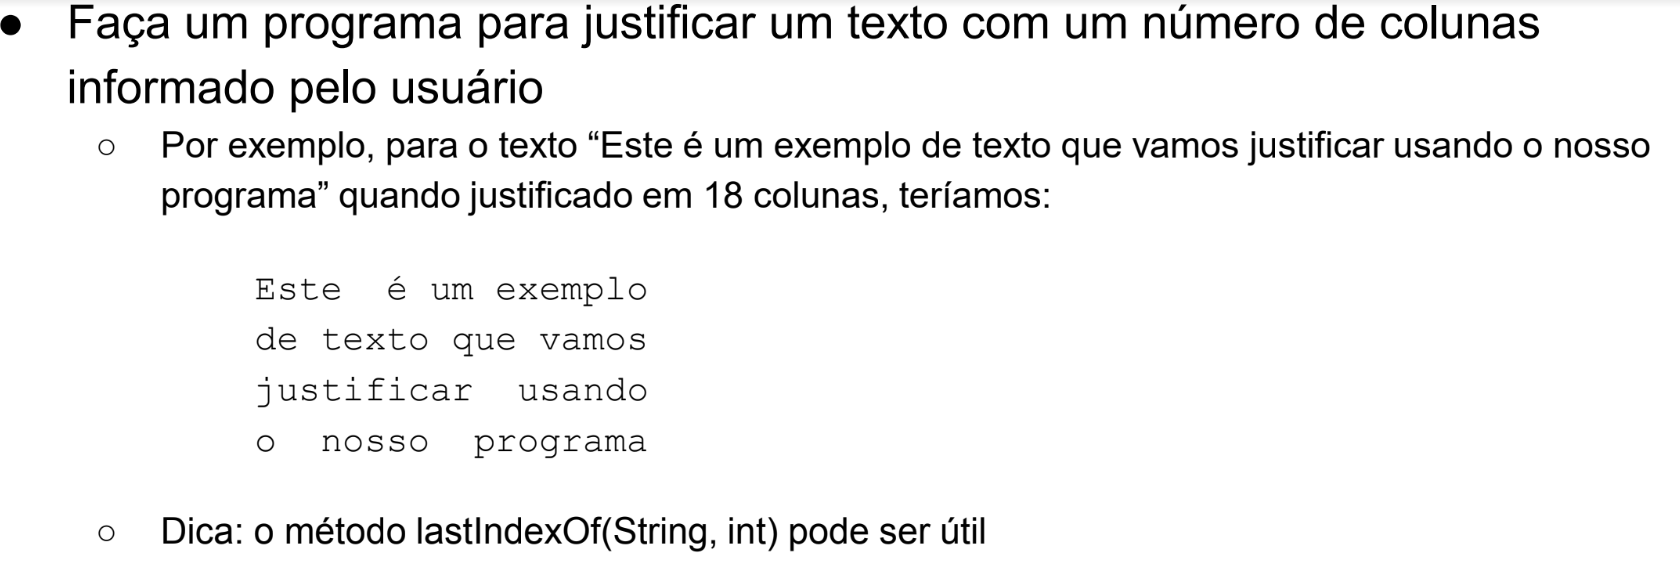 ● Faça um programa para justificar um texto com um número de colunas
informado pelo usuário
○ Por exemplo, para o texto “Este é um exemplo de texto que vamos justificar usando o nosso
programa” quando justificado em 18 colunas, teríamos:
Este  é um exemplo
de texto que vamos
justificar  usando
o  nosso  programa
○ Dica: o método lastIndexOf(String, int) pode ser útil